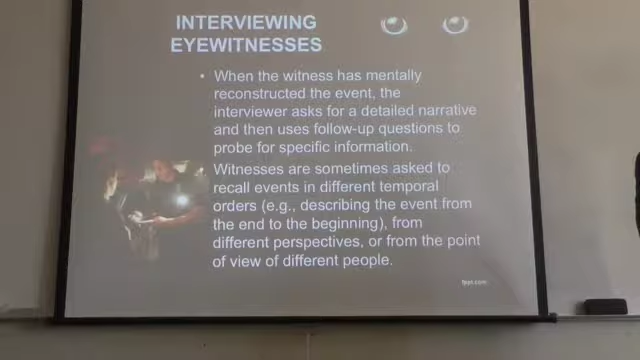 INTERVIEWING
EYEWITNESSES
• When the witness has mentally
reconstructed the event, the
interviewer asks for a detailed narrative
and then uses follow-up questions to
probe for specific information.
Witnesses are sometimes asked to
recall events in different temporal
orders (e.g., describing the event from
the end to the beginning), from
different perspectives, or from the point
of view of different people.
fppt.com